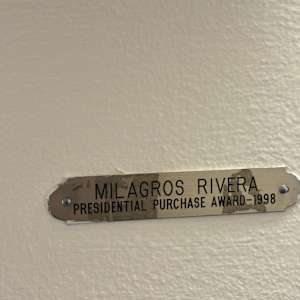 MILAGROS RIVERA
PRESIDENTIAL PURCHASE AWARD-1998